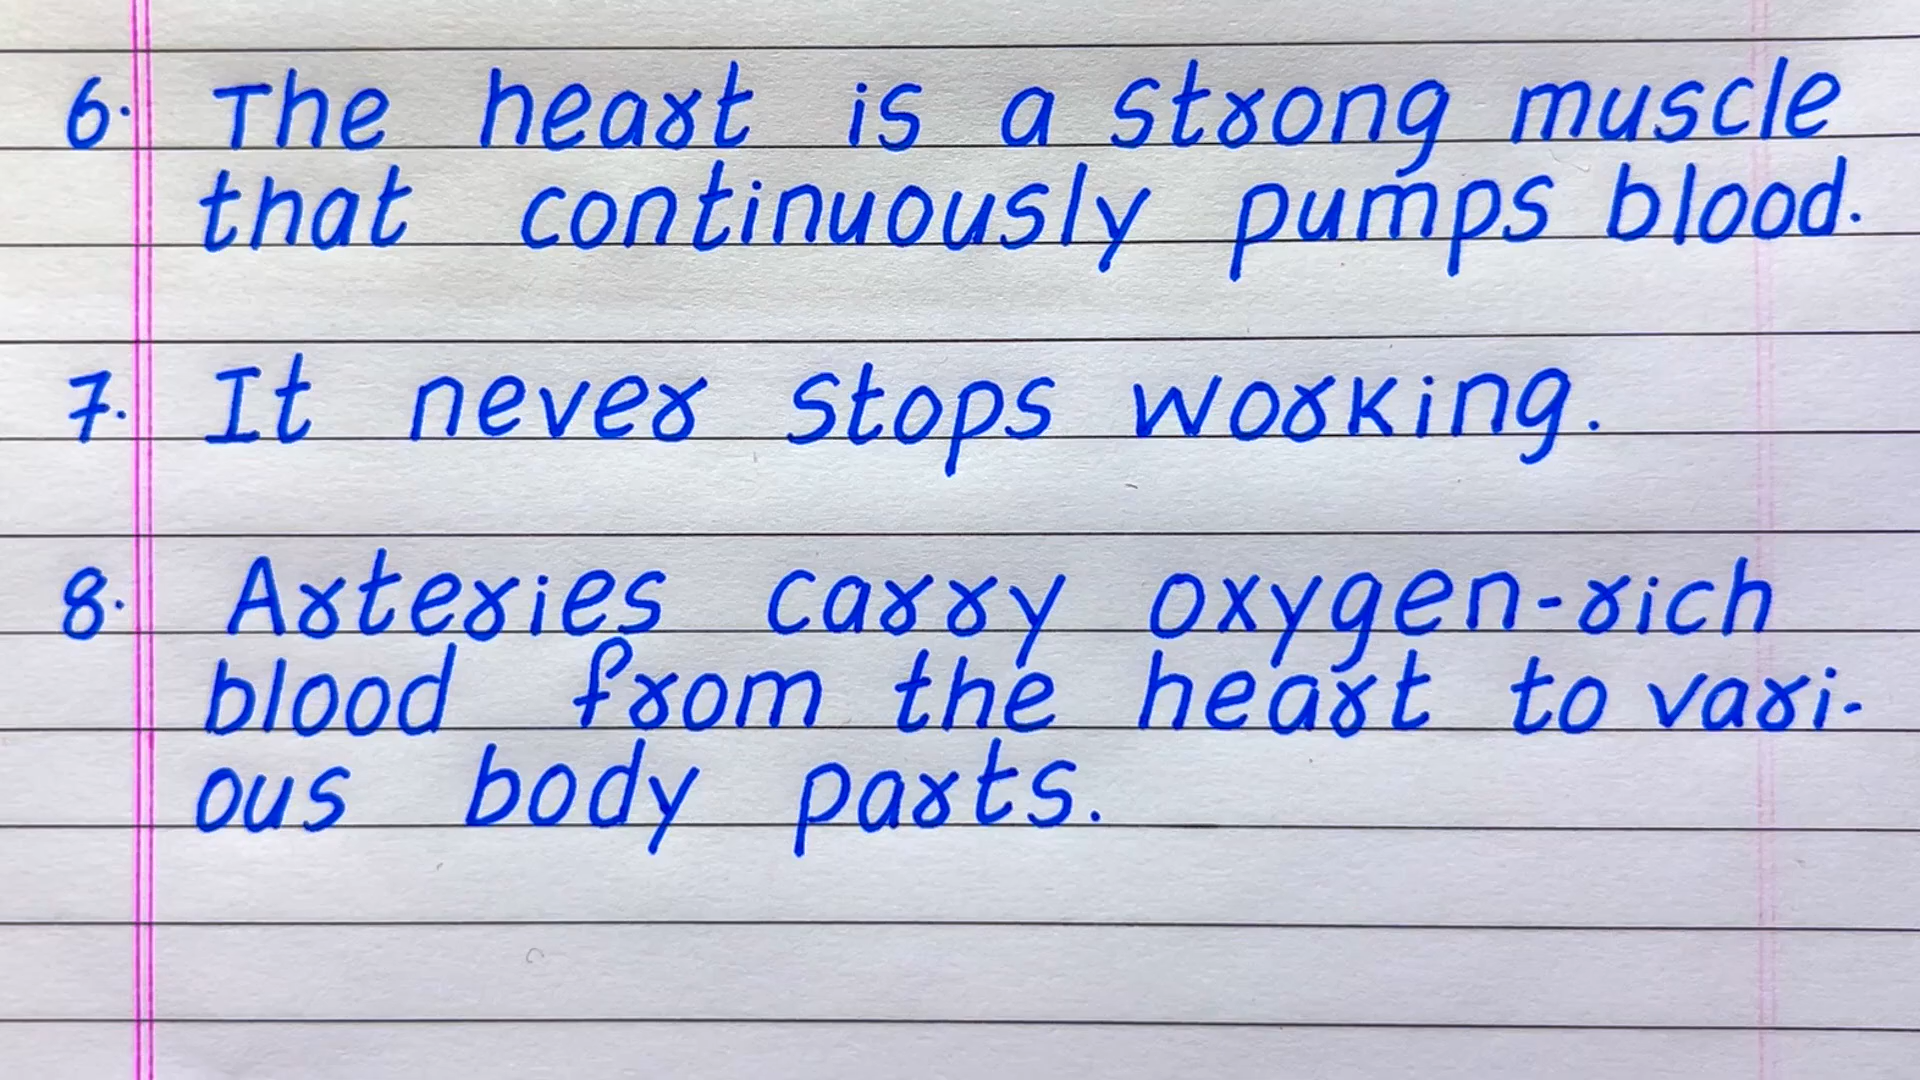 6. The heart is a strong muscle
that continuously pumps blood.
7. It never stops working.
8. Arteries carry oxygen-rich
blood from the heart to vari-
ous body parts.